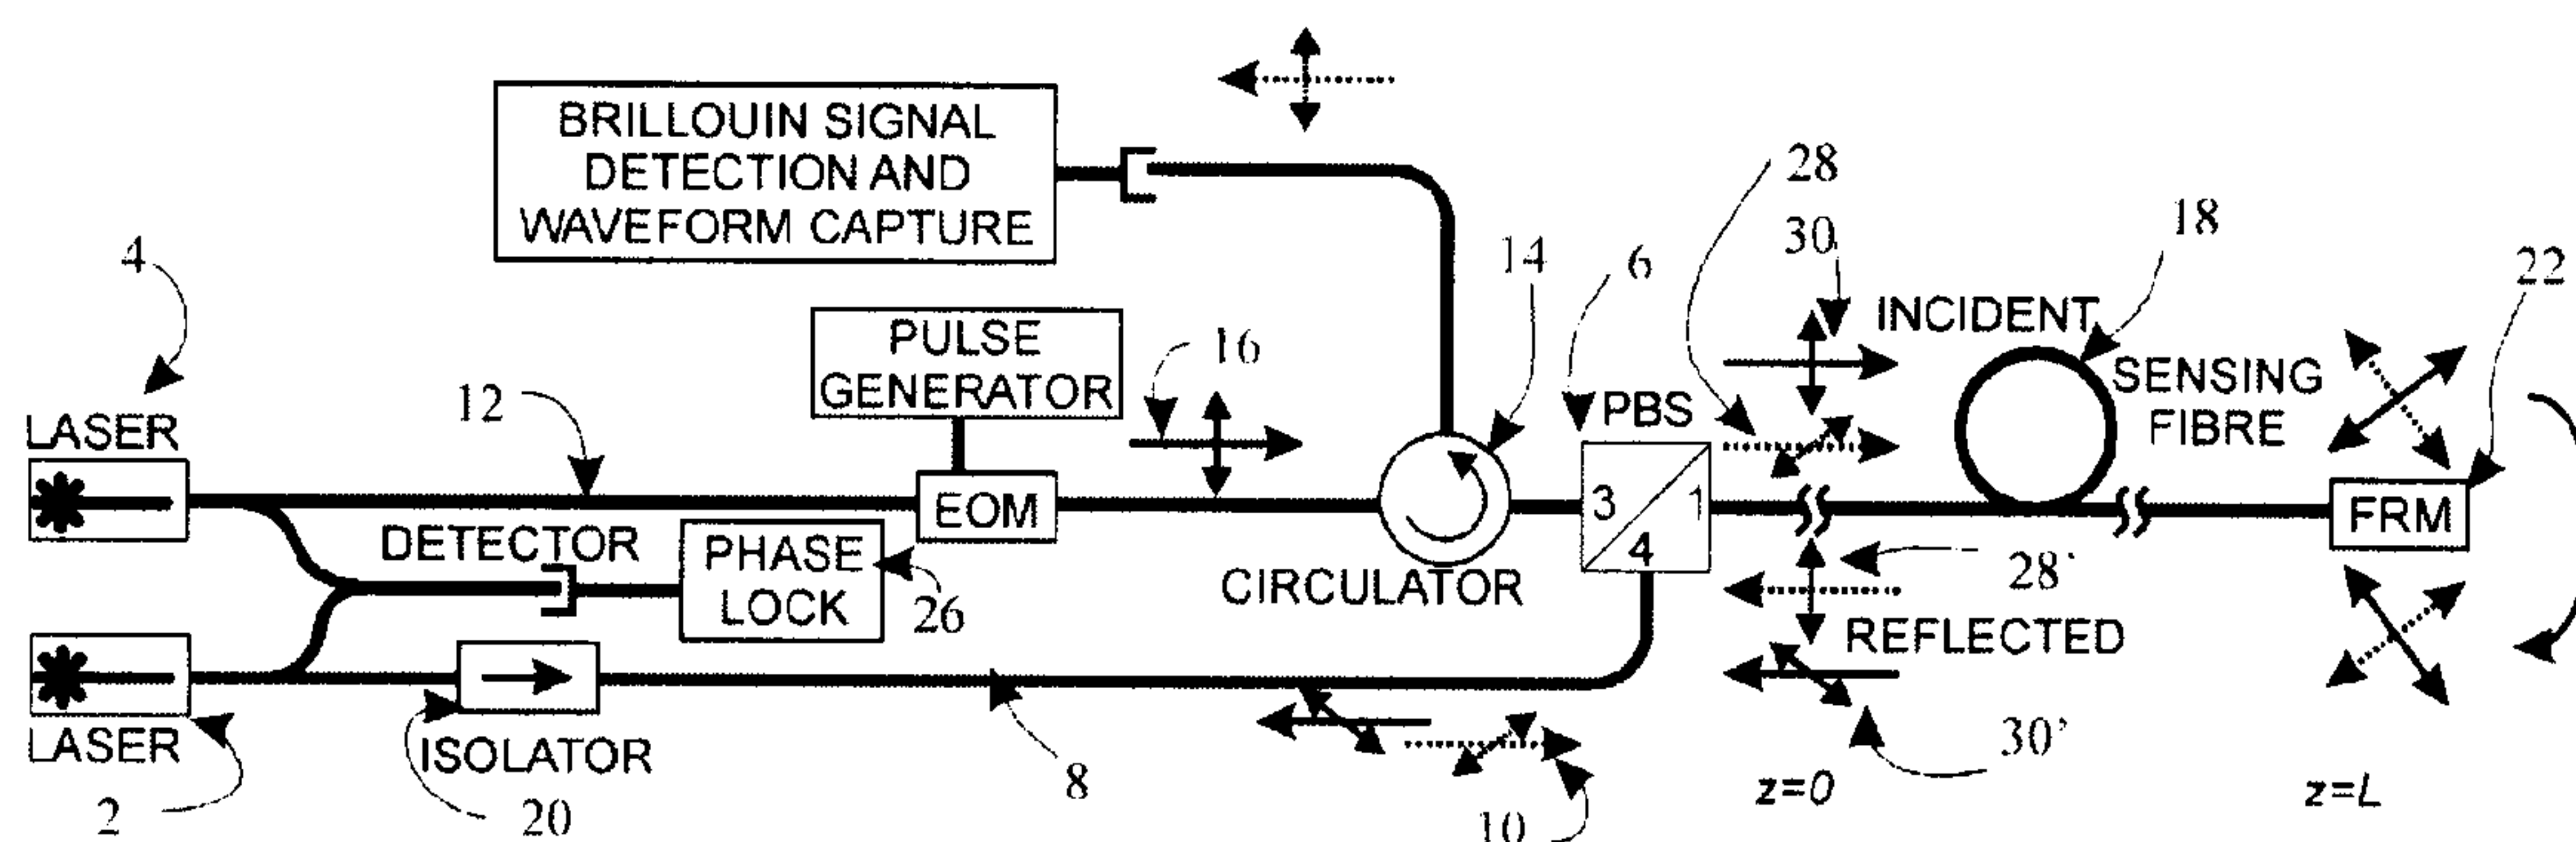 BRILLOUIN SIGNAL
DETECTION AND
WAVEFORM CAPTURE
28
30
18
4
14
6
22
INCIDENT
PULSE
GENERATOR
16
SENSING
FIBRE
12
PBS
LASER
EOM
3
1
4
FRM
DETECTOR
PHASE
LOCK
26
CIRCULATOR
28'
REFLECTED
LASER
ISOLATOR
30'
2
20
8
10
z=0
z=L